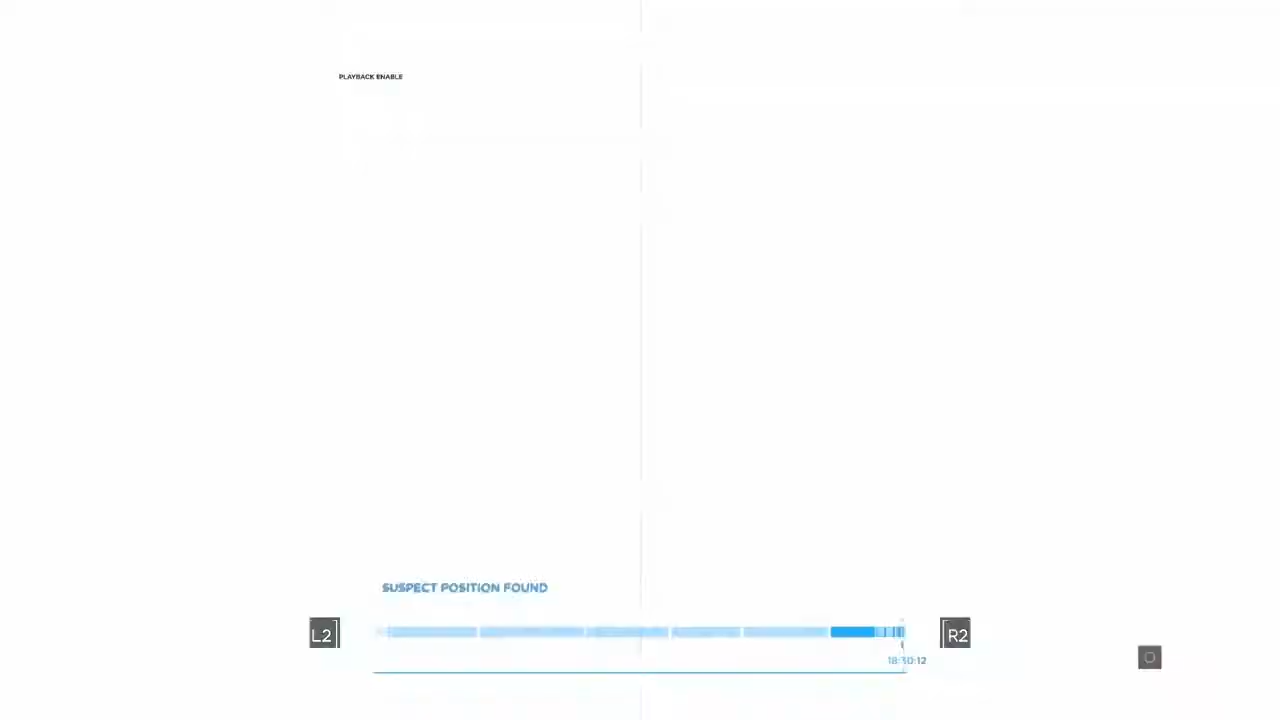 PLAYBACK ENABLE
SUSPECT POSITION FOUND
L2
R2
18:30:12